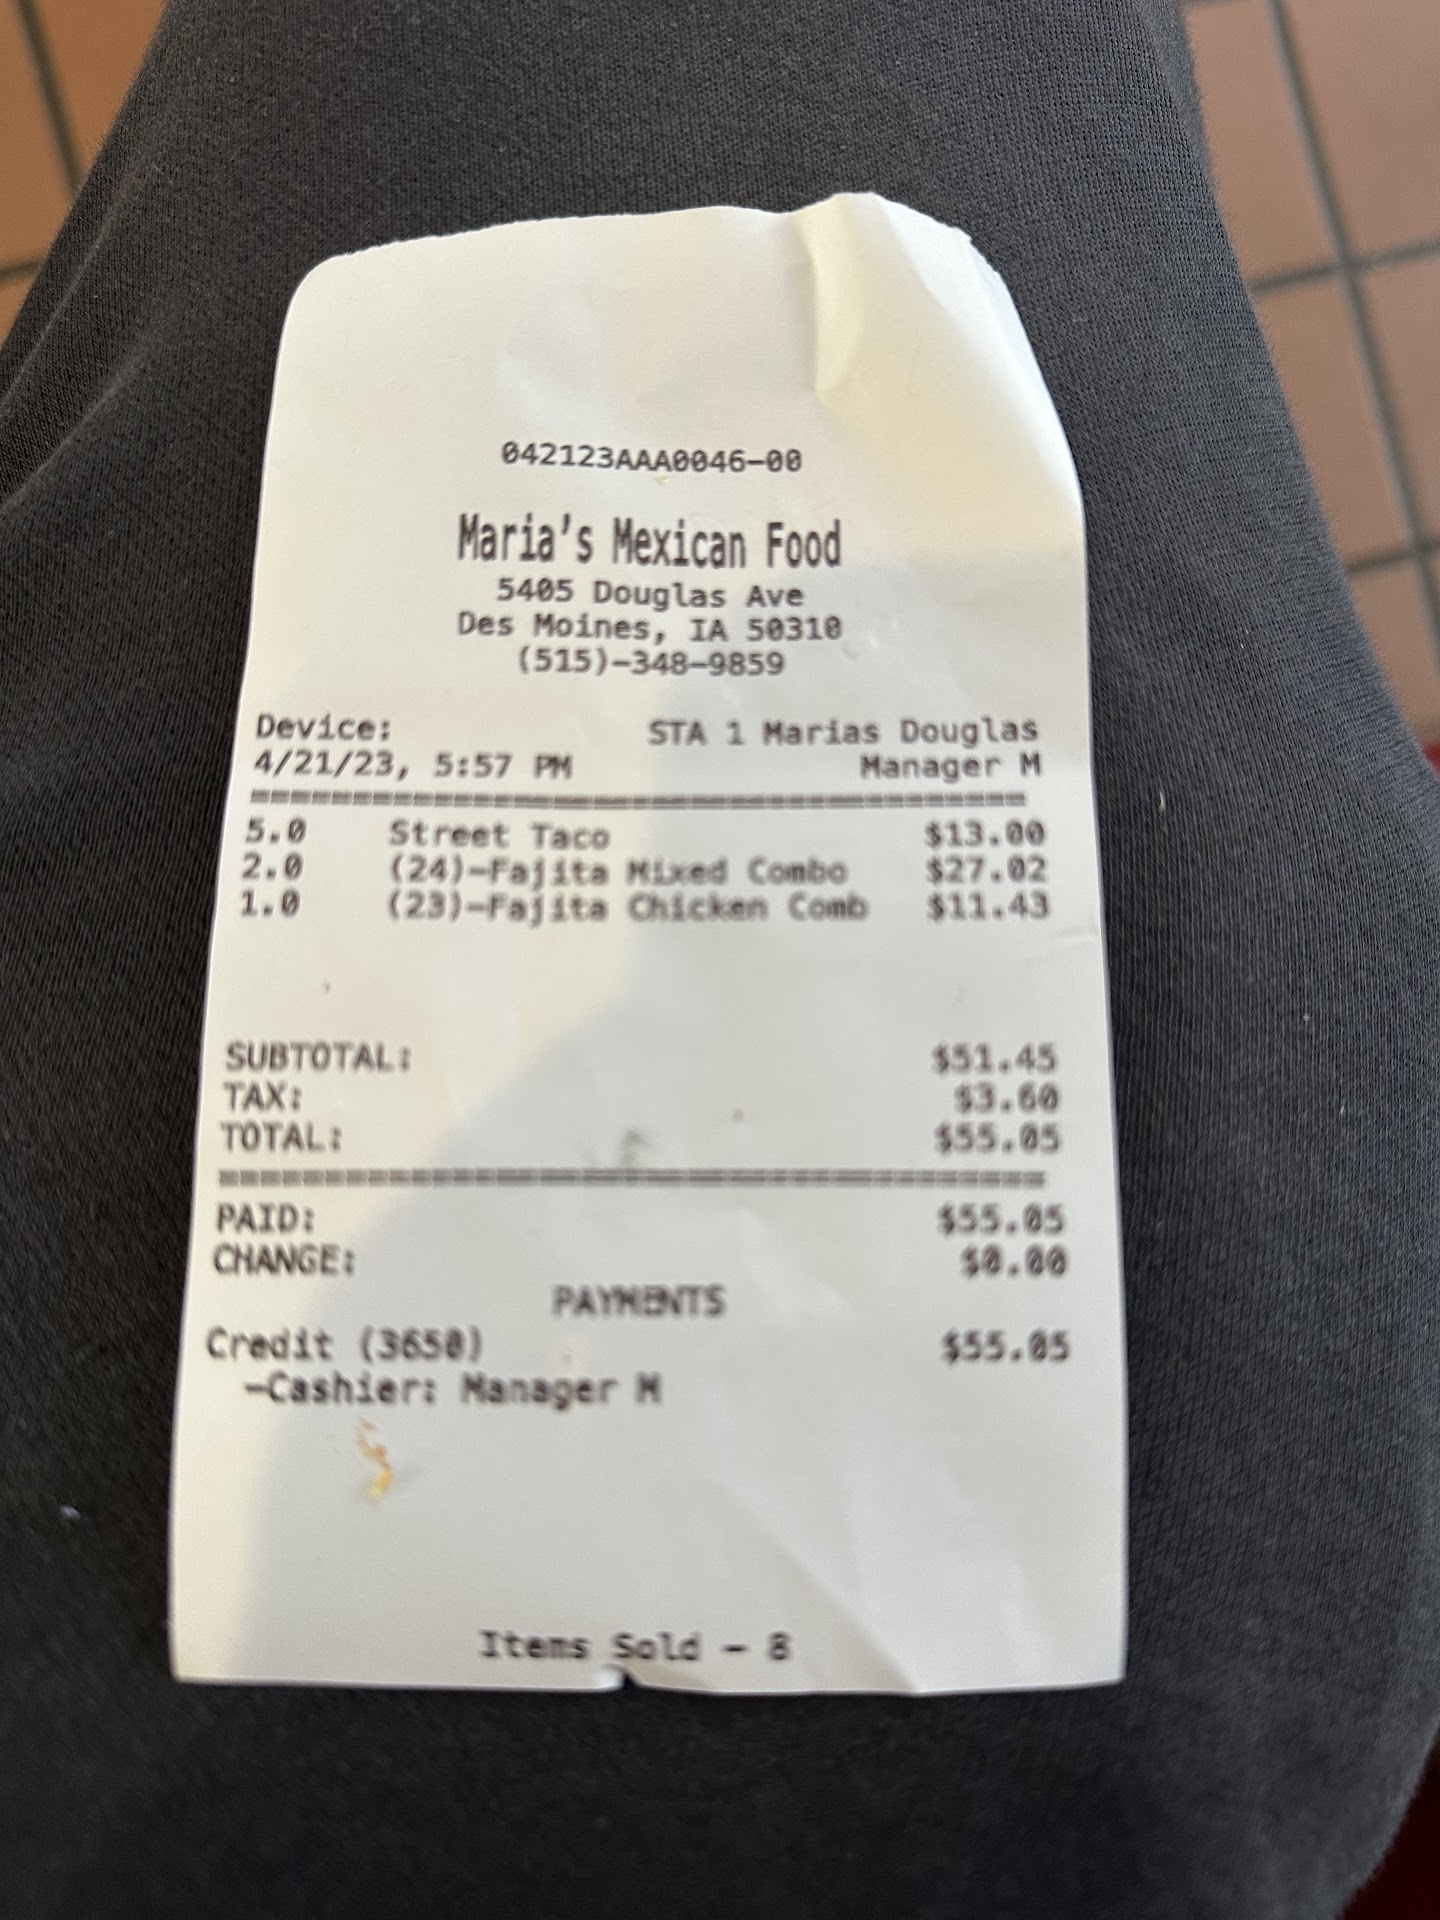 042123AAA0046-00
Maria's Mexican Food
5405 Douglas Ave
Des Moines, IA 50310
(515)-348-9859
Device: STA 1 Marias Douglas
4/21/23, 5:57 PM Manager M
========================================
5.0 Street Taco $13.00
2.0 (24)-Fajita Mixed Combo $27.02
1.0 (23)-Fajita Chicken Comb $11.43
SUBTOTAL: $51.45
TAX: $3.60
TOTAL: $55.05
========================================
PAID: $55.05
CHANGE: $0.00
PAYMENTS
Credit (3650) $55.05
-Cashier: Manager M
Items Sold - 8